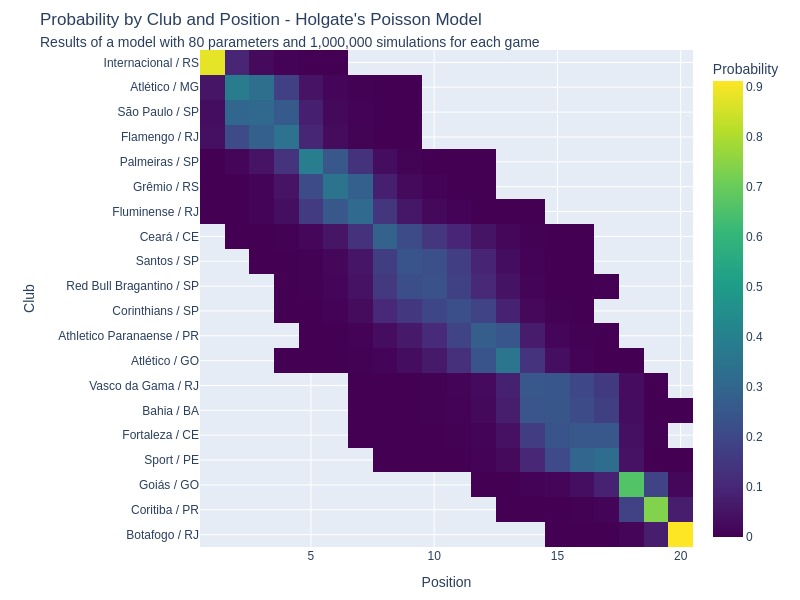 Probability by Club and Position - Holgate's Poisson Model
Results of a model with 80 parameters and 1,000,000 simulations for each game
Probability
Internacional / RS
Atlético / MG
São Paulo / SP
Flamengo / RJ
Palmeiras / SP
Grêmio / RS
Fluminense / RJ
Ceará / CE
Santos / SP
Red Bull Bragantino / SP
Corinthians / SP
Athletico Paranaense / PR
Atlético / GO
Vasco da Gama / RJ
Bahia / BA
Fortaleza / CE
Sport / PE
Goiás / GO
Coritiba / PR
Botafogo / RJ
Club
5
10
15
20
Position
0.9
0.8
0.7
0.6
0.5
0.4
0.3
0.2
0.1
0